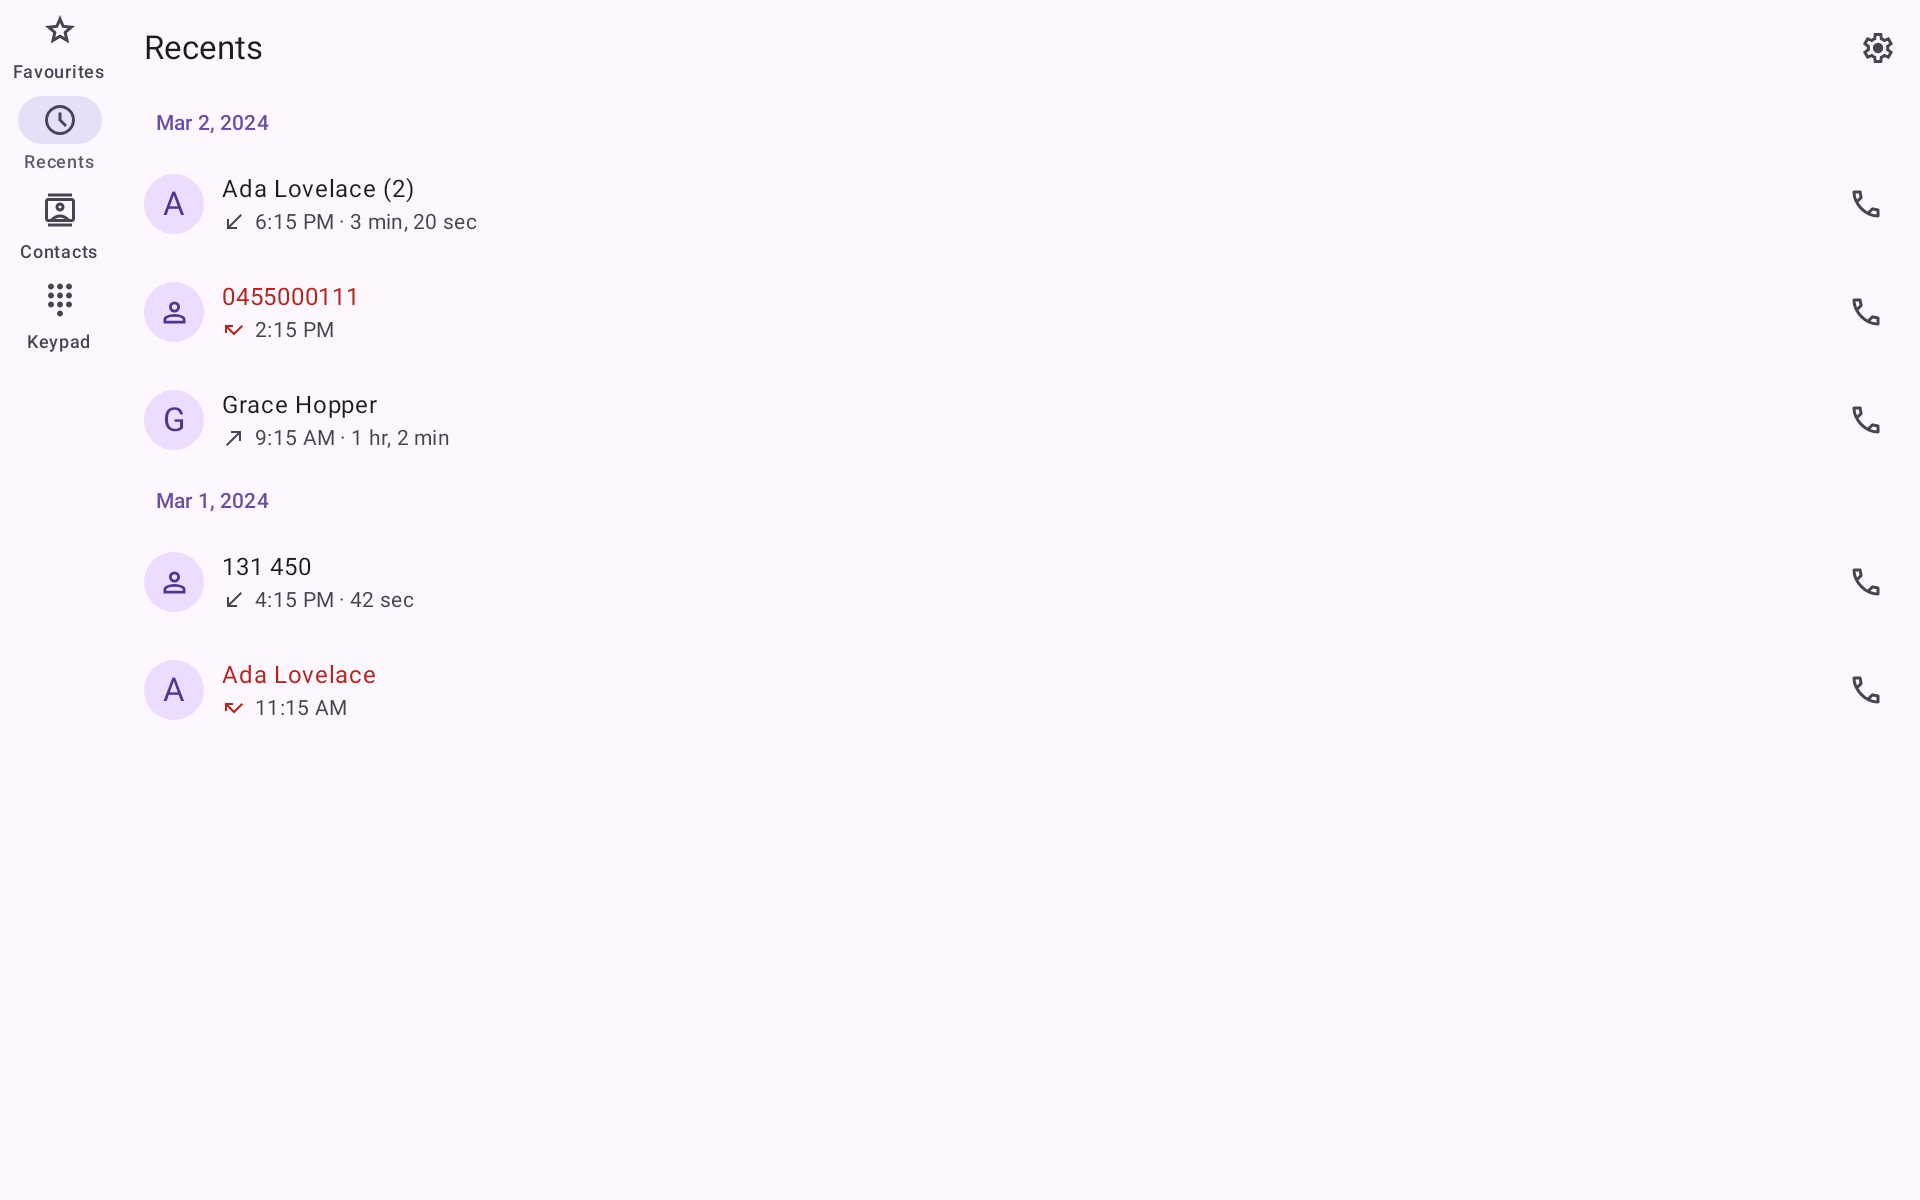 Favourites
Recents
Contacts
Keypad
Recents
Mar 2, 2024
A
Ada Lovelace (2)
6:15 PM · 3 min, 20 sec
0455000111
2:15 PM
G
Grace Hopper
9:15 AM · 1 hr, 2 min
Mar 1, 2024
131 450
4:15 PM · 42 sec
A
Ada Lovelace
11:15 AM